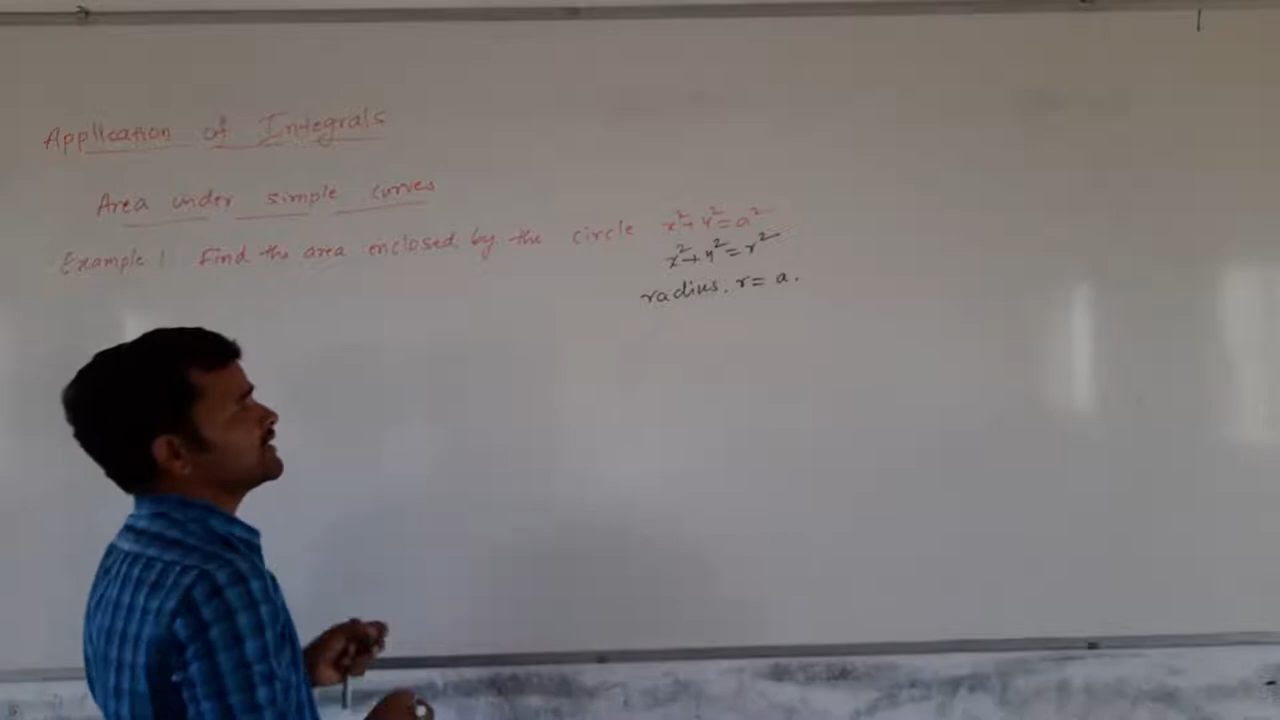 Application of Integrals
Area under simple curves
Example 1 Find the area enclosed by the circle x²+y²=a²
x²+y²=r²
radius. r= a.